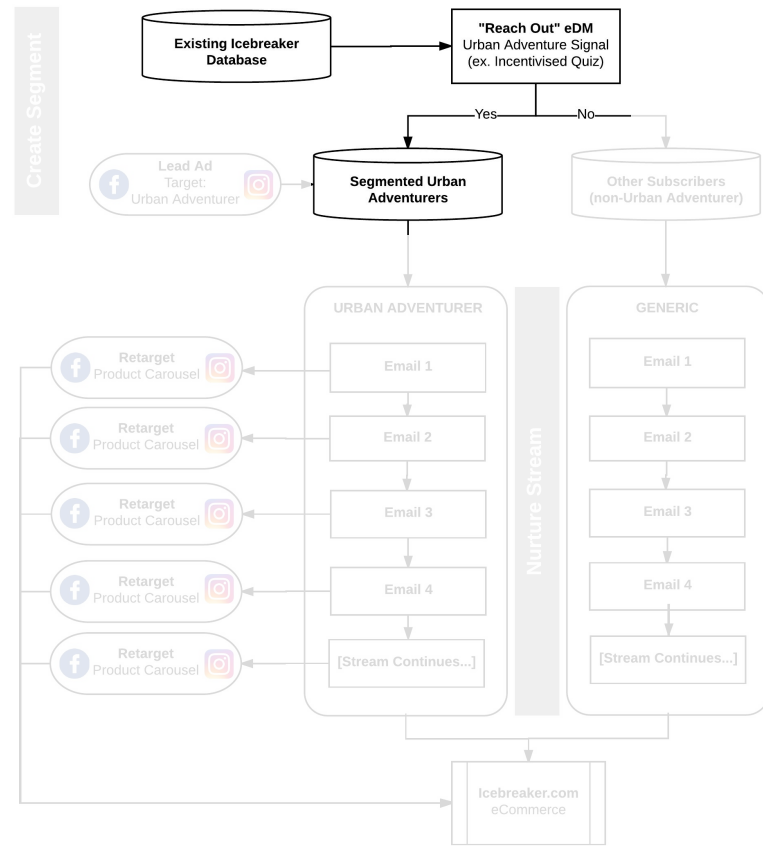 Create Segment
Existing Icebreaker
Database
"Reach Out" eDM
Urban Adventure Signal
(ex. Incentivised Quiz)
Yes
No
Lead Ad
Target:
Urban Adventurer
Segmented Urban
Adventurers
Other Subscribers
(non-Urban Adventurer)
URBAN ADVENTURER
GENERIC
Nurture Stream
Retarget
Product Carousel
Email 1
Email 1
Retarget
Product Carousel
Email 2
Email 2
Retarget
Product Carousel
Email 3
Email 3
Retarget
Product Carousel
Email 4
Email 4
Retarget
Product Carousel
[Stream Continues...]
[Stream Continues...]
Icebreaker.com
eCommerce